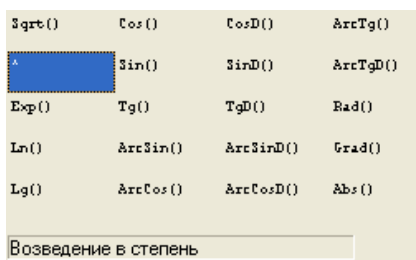 Sqrt() Cos() CosD() ArcTg()
^ Sin() SinD() ArcTgD()
Exp() Tg() TgD() Rad()
Ln() ArcSin() ArcSinD() Grad()
Lg() ArcCos() ArcCosD() Abs()
Возведение в степень